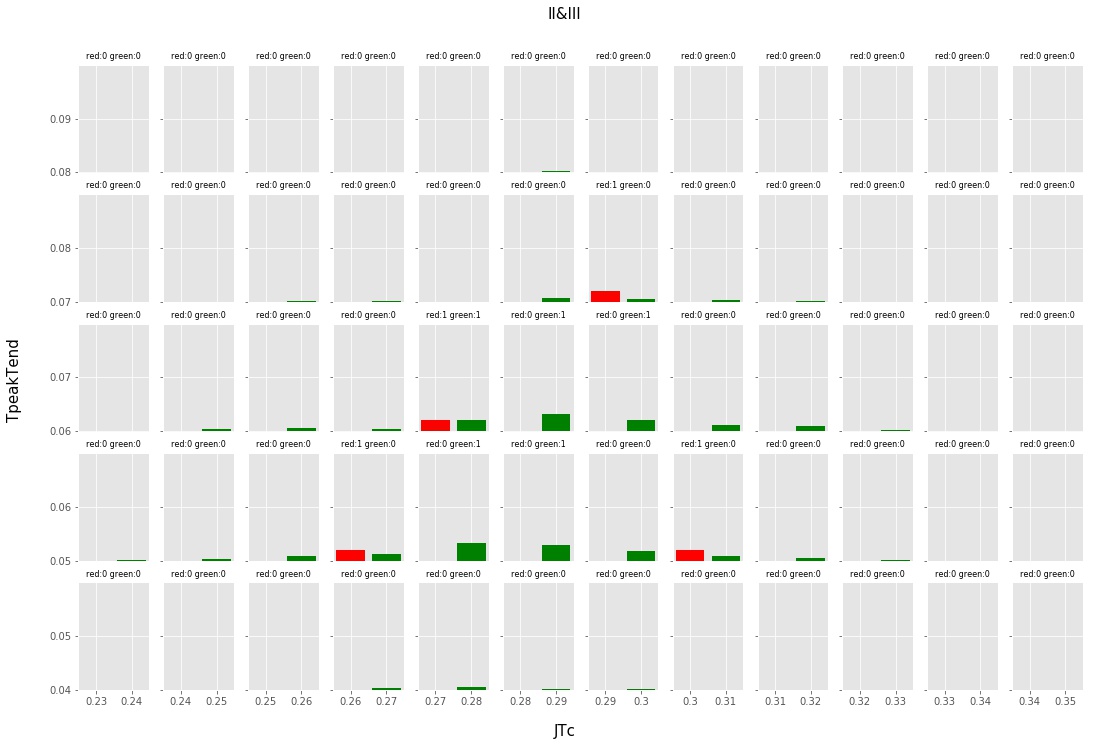 II&III
red:0 green:0 red:0 green:0 red:0 green:0 red:0 green:0 red:0 green:0 red:0 green:0 red:0 green:0 red:0 green:0 red:0 green:0 red:0 green:0 red:0 green:0 red:0 green:0
0.09
0.08
red:0 green:0 red:0 green:0 red:0 green:0 red:0 green:0 red:0 green:0 red:0 green:0 red:1 green:0 red:0 green:0 red:0 green:0 red:0 green:0 red:0 green:0 red:0 green:0
0.08
0.07
red:0 green:0 red:0 green:0 red:0 green:0 red:0 green:0 red:1 green:1 red:0 green:1 red:0 green:1 red:0 green:0 red:0 green:0 red:0 green:0 red:0 green:0 red:0 green:0
0.07
0.06
TpeakTend
red:0 green:0 red:0 green:0 red:0 green:0 red:1 green:0 red:0 green:1 red:0 green:1 red:0 green:0 red:1 green:0 red:0 green:0 red:0 green:0 red:0 green:0 red:0 green:0
0.06
0.05
red:0 green:0 red:0 green:0 red:0 green:0 red:0 green:0 red:0 green:0 red:0 green:0 red:0 green:0 red:0 green:0 red:0 green:0 red:0 green:0 red:0 green:0 red:0 green:0
0.05
0.04
0.23 0.24 0.24 0.25 0.25 0.26 0.26 0.27 0.27 0.28 0.28 0.29 0.29 0.3 0.3 0.31 0.31 0.32 0.32 0.33 0.33 0.34 0.34 0.35
JTc